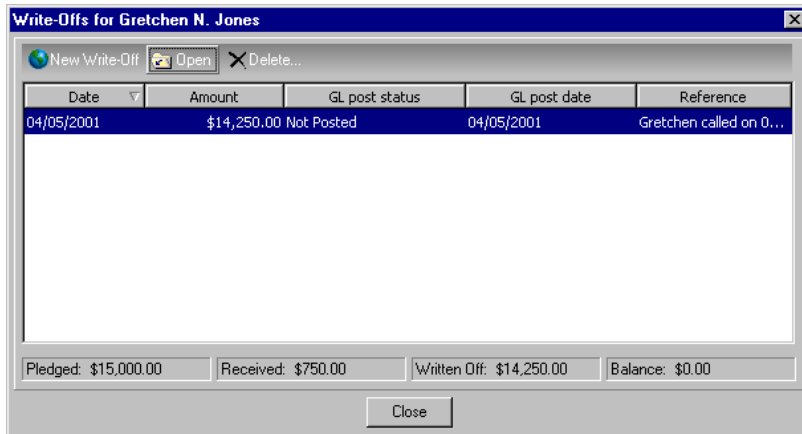 Write-Offs for Gretchen N. Jones
New Write-Off Open Delete...
Date Amount GL post status GL post date Reference
04/05/2001 $14,250.00 Not Posted 04/05/2001 Gretchen called on 0...
Pledged: $15,000.00 Received: $750.00 Written Off: $14,250.00 Balance: $0.00
Close